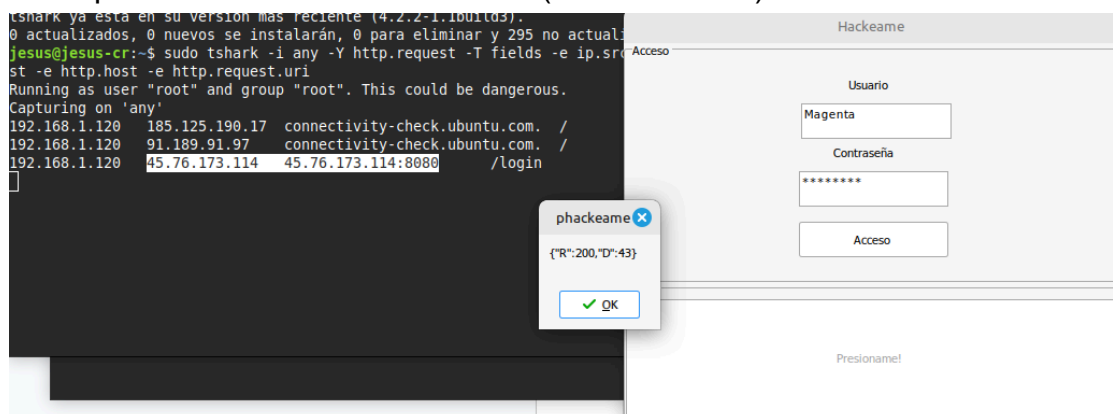 tshark ya está en su versión más reciente (4.2.2-1.1build3).
0 actualizados, 0 nuevos se instalarán, 0 para eliminar y 295 no actuali
jesus@jesus-cr:~$ sudo tshark -i any -Y http.request -T fields -e ip.src
st -e http.host -e http.request.uri
Running as user "root" and group "root". This could be dangerous.
Capturing on 'any'
192.168.1.120 185.125.190.17 connectivity-check.ubuntu.com. /
192.168.1.120 91.189.91.97 connectivity-check.ubuntu.com. /
192.168.1.120 45.76.173.114 45.76.173.114:8080 /login
Hackeame
Acceso
Usuario
Magenta
Contraseña
********
Acceso
phackeame
{"R":200,"D":43}
OK
Presioname!